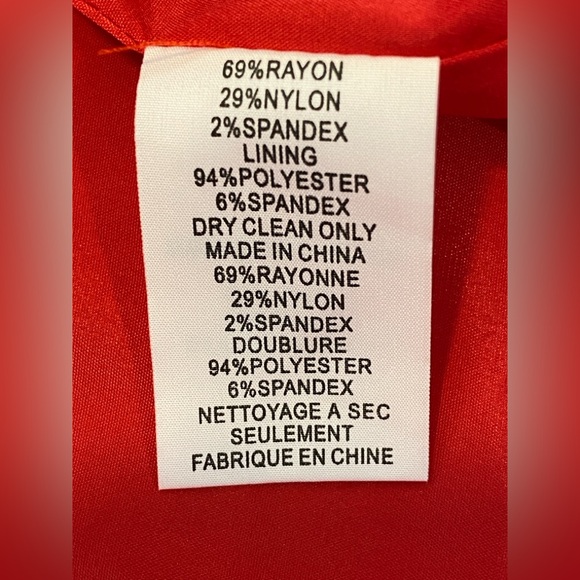 69%RAYON
29%NYLON
2%SPANDEX
LINING
94%POLYESTER
6%SPANDEX
DRY CLEAN ONLY
MADE IN CHINA
69%RAYONNE
29%NYLON
2%SPANDEX
DOUBLURE
94%POLYESTER
6%SPANDEX
NETTOYAGE A SEC
SEULEMENT
FABRIQUE EN CHINE